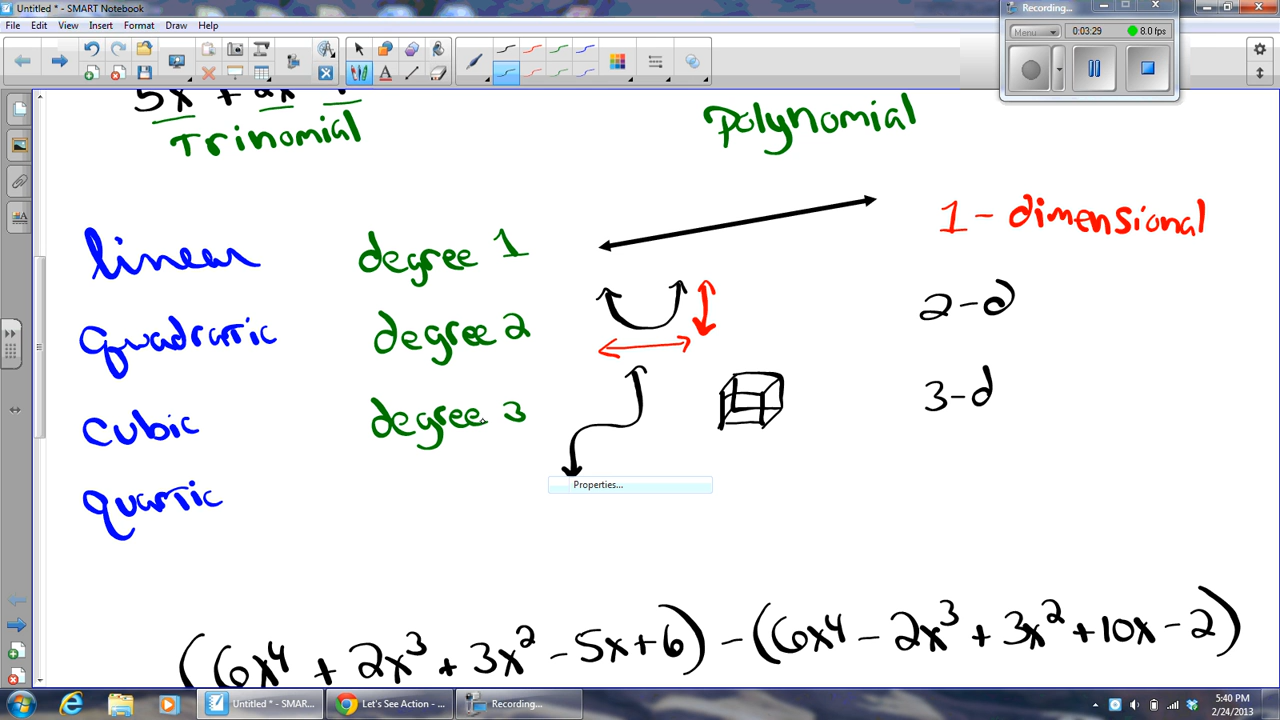 Untitled * - SMART Notebook
File Edit View Insert Format Draw Help
Recording...
Menu 0:03:29 8.0 fps
Trinomial
polynomial
linear degree 1 1 - dimensional
quadratic degree 2 2-d
cubic degree 3 3-d
quartic
Properties...
(6x⁴ + 2x³ + 3x² - 5x + 6) - (6x⁴ - 2x³ + 3x² + 10x - 2)
Untitled * - SMAR... Let's See Action - ... Recording...
5:40 PM
2/24/2013